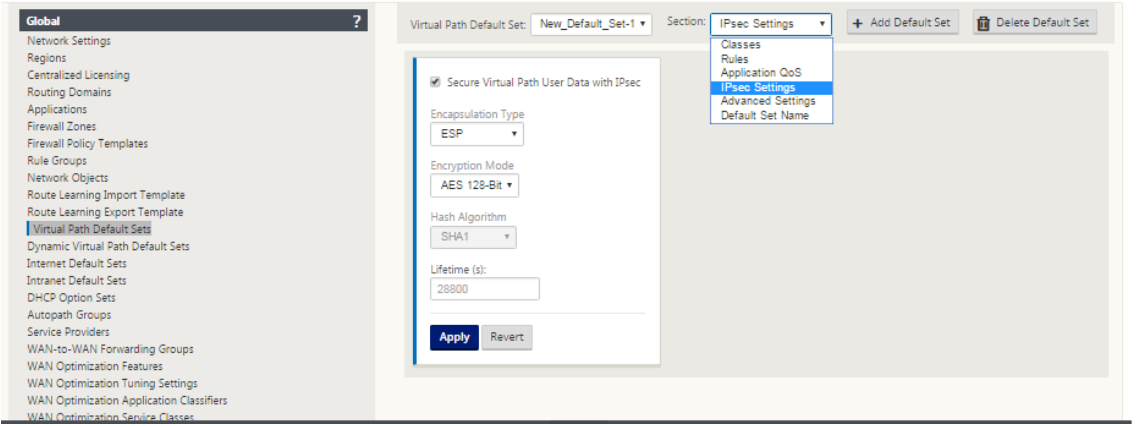 Global ?
Network Settings
Regions
Centralized Licensing
Routing Domains
Applications
Firewall Zones
Firewall Policy Templates
Rule Groups
Network Objects
Route Learning Import Template
Route Learning Export Template
Virtual Path Default Sets
Dynamic Virtual Path Default Sets
Internet Default Sets
Intranet Default Sets
DHCP Option Sets
Autopath Groups
Service Providers
WAN-to-WAN Forwarding Groups
WAN Optimization Features
WAN Optimization Tuning Settings
WAN Optimization Application Classifiers
WAN Optimization Service Classes
Virtual Path Default Set: New_Default_Set-1 Section: IPsec Settings + Add Default Set Delete Default Set
Classes
Rules
Application QoS
IPsec Settings
Advanced Settings
Default Set Name
Secure Virtual Path User Data with IPsec
Encapsulation Type
ESP
Encryption Mode
AES 128-Bit
Hash Algorithm
SHA1
Lifetime (s):
28800
Apply Revert